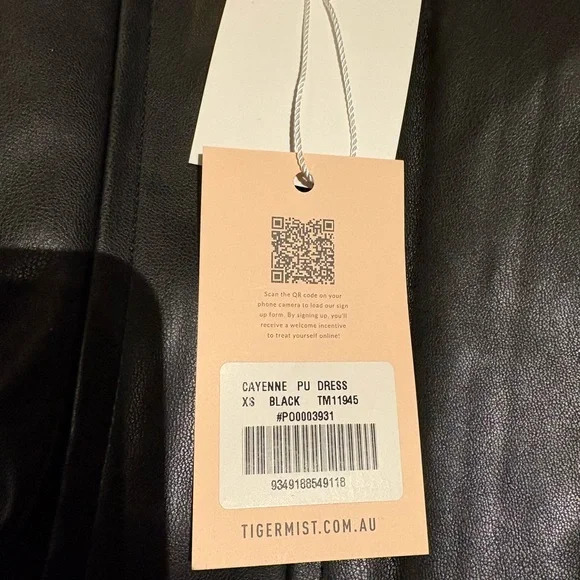 Scan the QR code on your
phone camera to load our sign
up form. By signing up, you'll
receive a welcome incentive
to treat yourself online!
CAYENNE PU DRESS
XS BLACK TM11945
#PO0003931
9349188549118
TIGERMIST.COM.AU